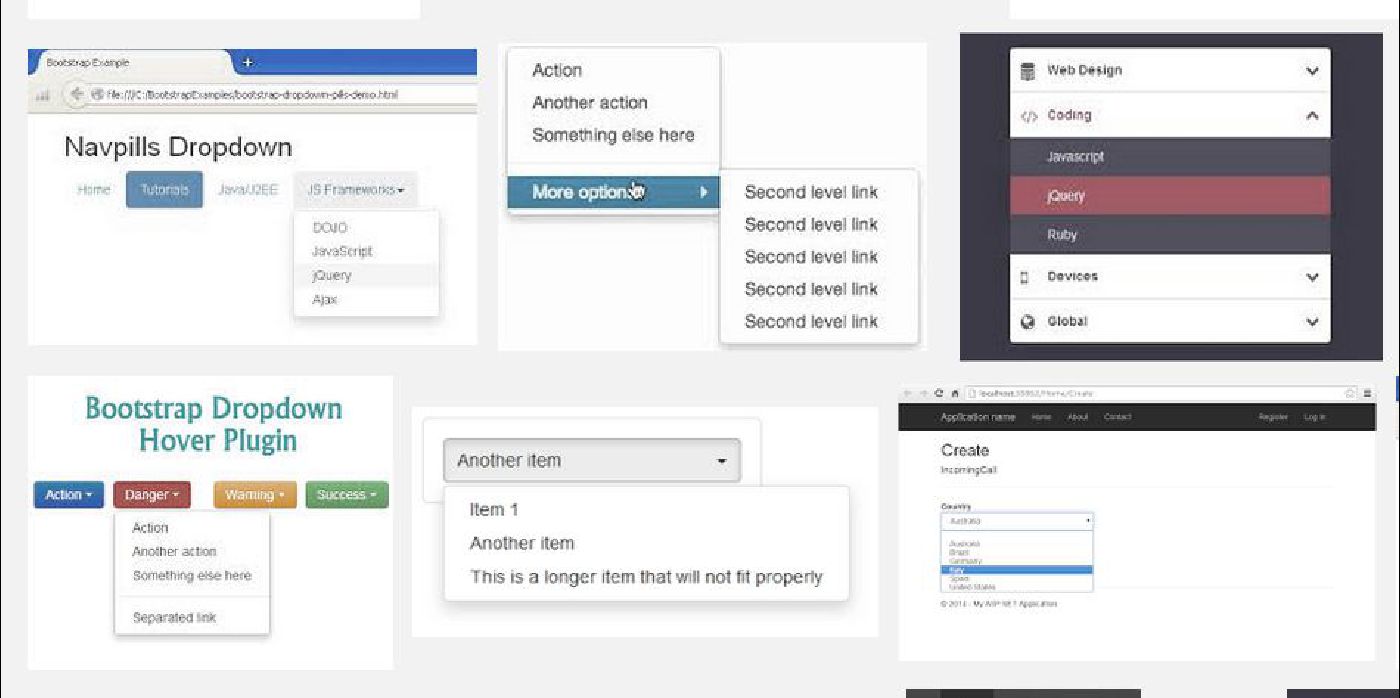 Bootstrap Example
file:///C:/BootstrapExamples/bootstrap-dropdown-pills-demo.html
Navpills Dropdown
Home Tutorials Java/J2EE JS Frameworks
DOJO
JavaScript
jQuery
Ajax
Action
Another action
Something else here
More options
Second level link
Second level link
Second level link
Second level link
Second level link
Web Design
</> Coding
Javascript
jQuery
Ruby
Devices
Global
Bootstrap Dropdown
Hover Plugin
Action Danger Warning Success
Action
Another action
Something else here
Separated link
Another item
Item 1
Another item
This is a longer item that will not fit properly
Application name Home About Contact Register Log in
Create
IncomingCall
Country
Australia
Australia
Brazil
Germany
Italy
Spain
United States
My ASP.NET Application